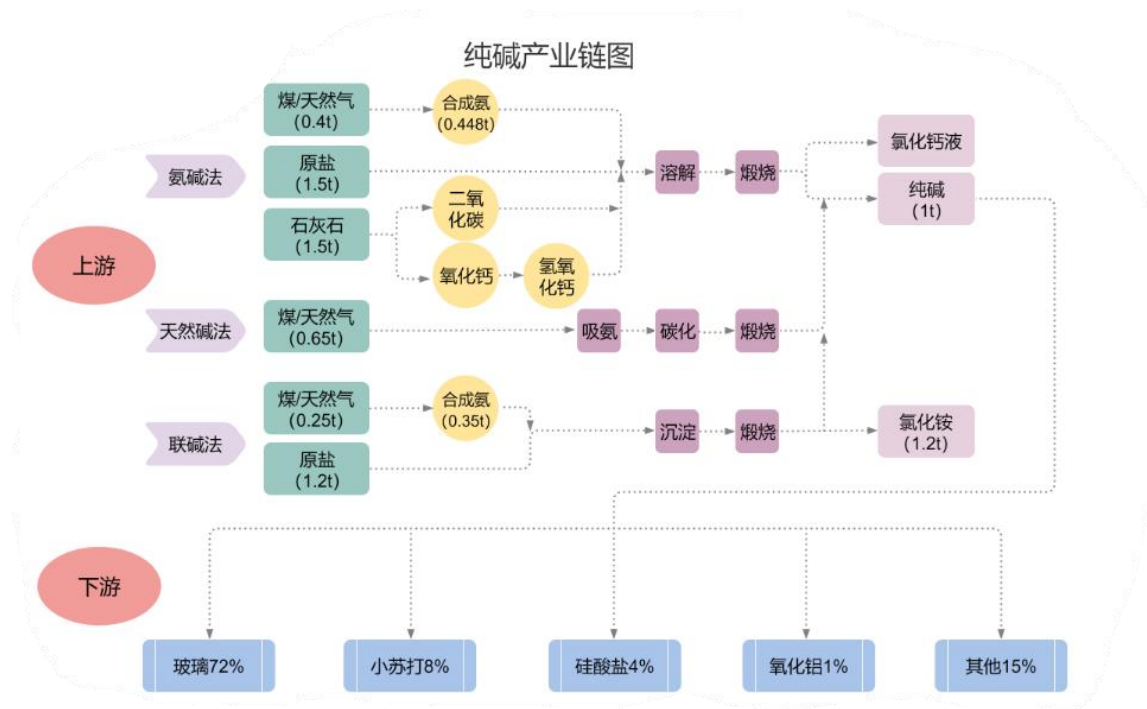 纯碱产业链图
煤/天然气
(0.4t)
合成氨
(0.448t)
氨碱法
原盐
(1.5t)
石灰石
(1.5t)
二氧
化碳
氧化钙
氢氧
化钙
溶解
煅烧
氯化钙液
纯碱
(1t)
上游
天然碱法
煤/天然气
(0.65t)
吸氨
碳化
煅烧
联碱法
煤/天然气
(0.25t)
合成氨
(0.35t)
原盐
(1.2t)
沉淀
煅烧
氯化铵
(1.2t)
下游
玻璃72%
小苏打8%
硅酸盐4%
氧化铝1%
其他15%